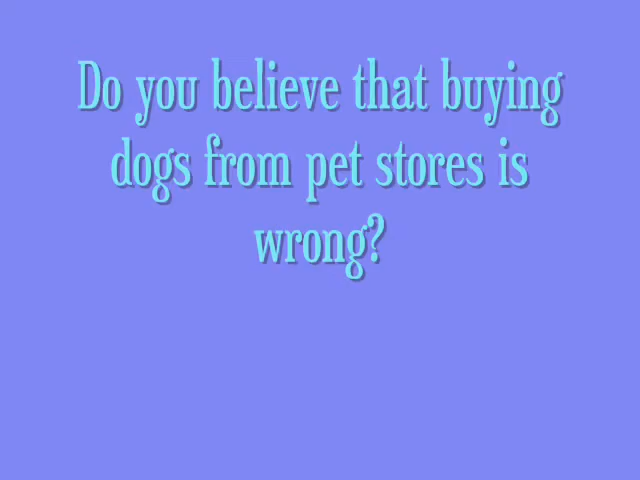 Do you believe that buying
dogs from pet stores is
wrong?